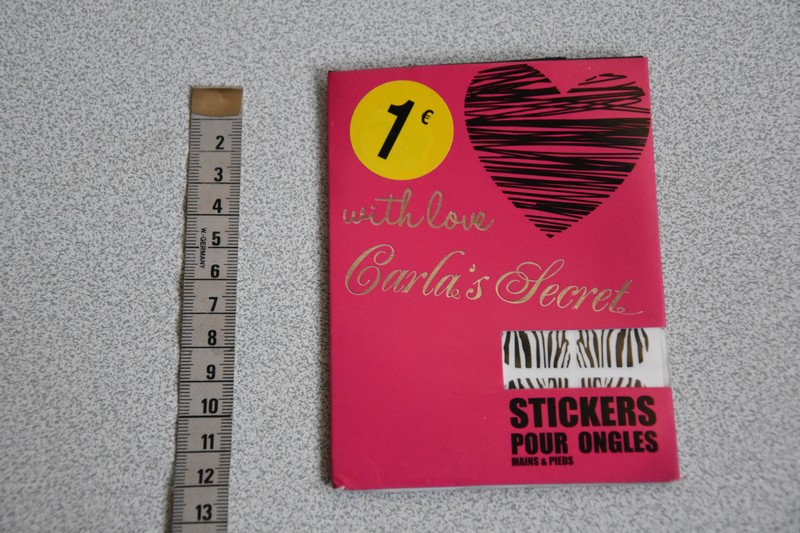 1€
with love
Carla's Secret
STICKERS
POUR ONGLES
MAINS & PIEDS
2
3
4
5
W.-GERMANY
6
7
8
9
10
11
12
13